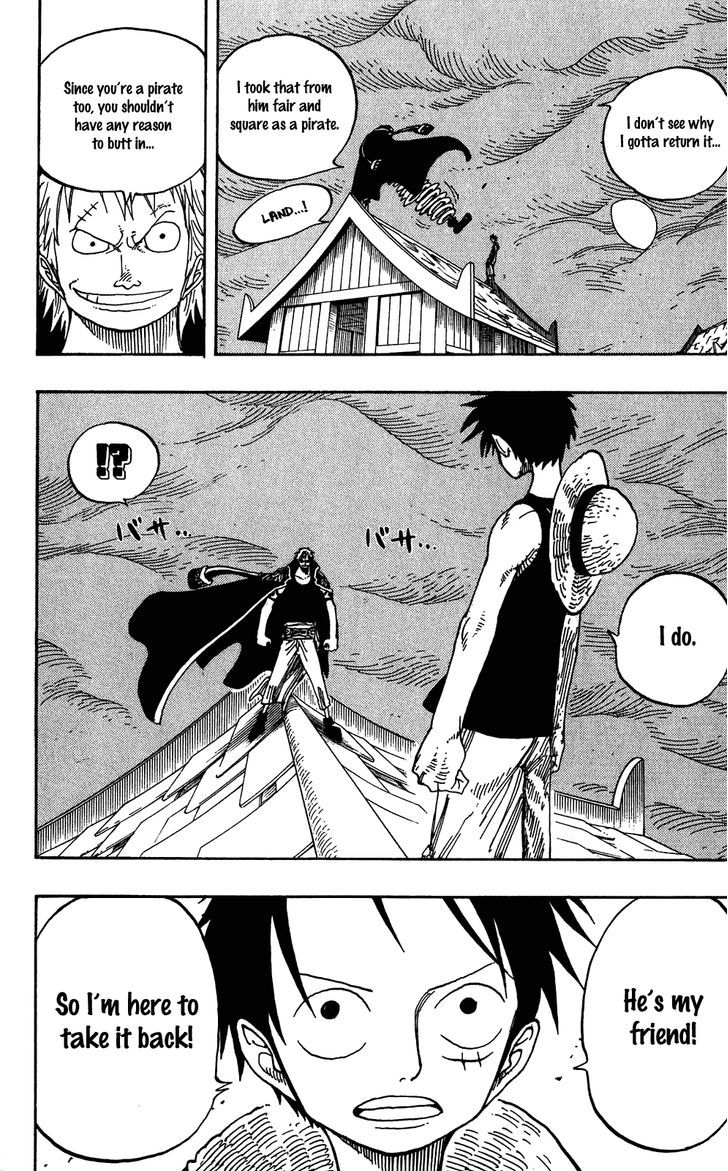 I don't see why
I gotta return it...
I took that from
him fair and
square as a pirate.
LAND...!
Since you're a pirate
too, you shouldn't
have any reason
to butt in...
!?
バサ...
バサ...
I do.
He's my
friend!
So I'm here to
take it back!